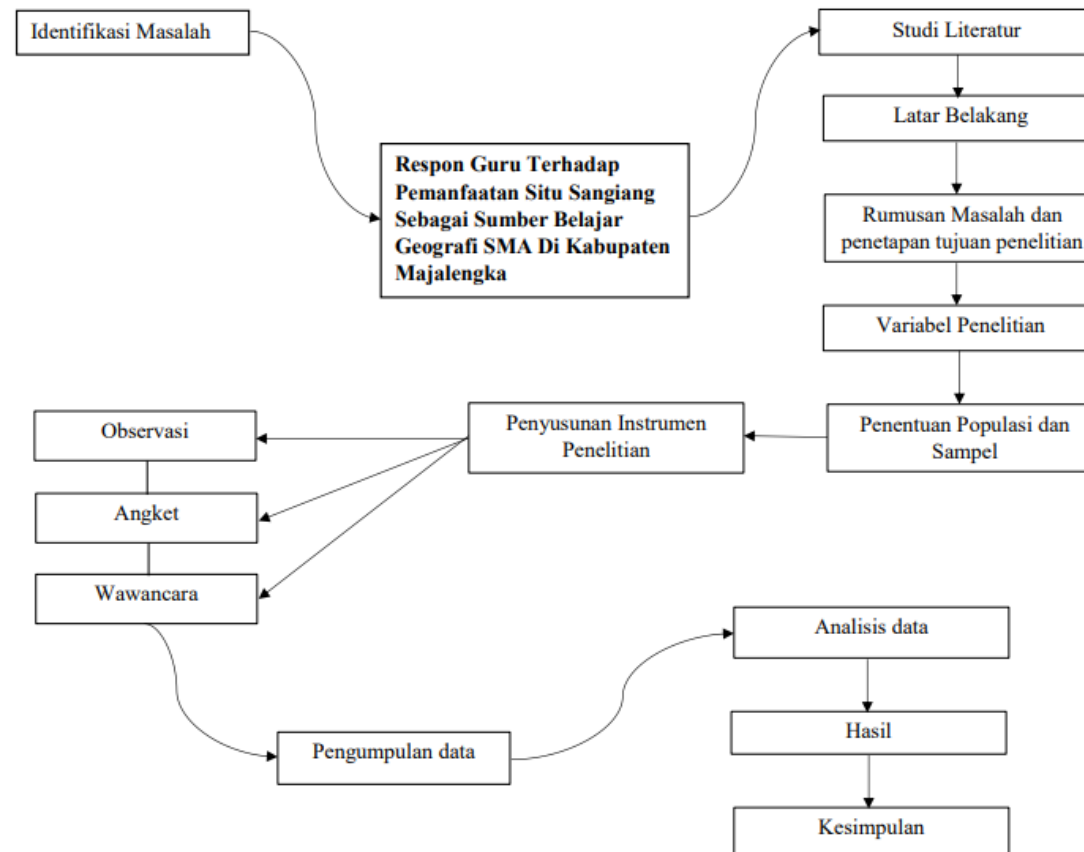 Identifikasi Masalah
Respon Guru Terhadap
Pemanfaatan Situ Sangiang
Sebagai Sumber Belajar
Geografi SMA Di Kabupaten
Majalengka
Studi Literatur
Latar Belakang
Rumusan Masalah dan
penetapan tujuan penelitian
Variabel Penelitian
Penentuan Populasi dan
Sampel
Penyusunan Instrumen
Penelitian
Observasi
Angket
Wawancara
Pengumpulan data
Analisis data
Hasil
Kesimpulan